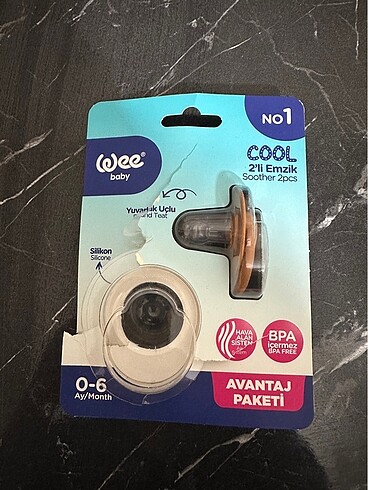 NO1
wee
baby
COOL
2'li Emzik
Soother 2pcs
Yuvarlak Uçlu
Teat
Silikon
Silicone
HAVA
ALAN
SİSTEM
BPA
içermez
BPA FREE
0-6
Ay/Month
AVANTAJ
PAKETİ